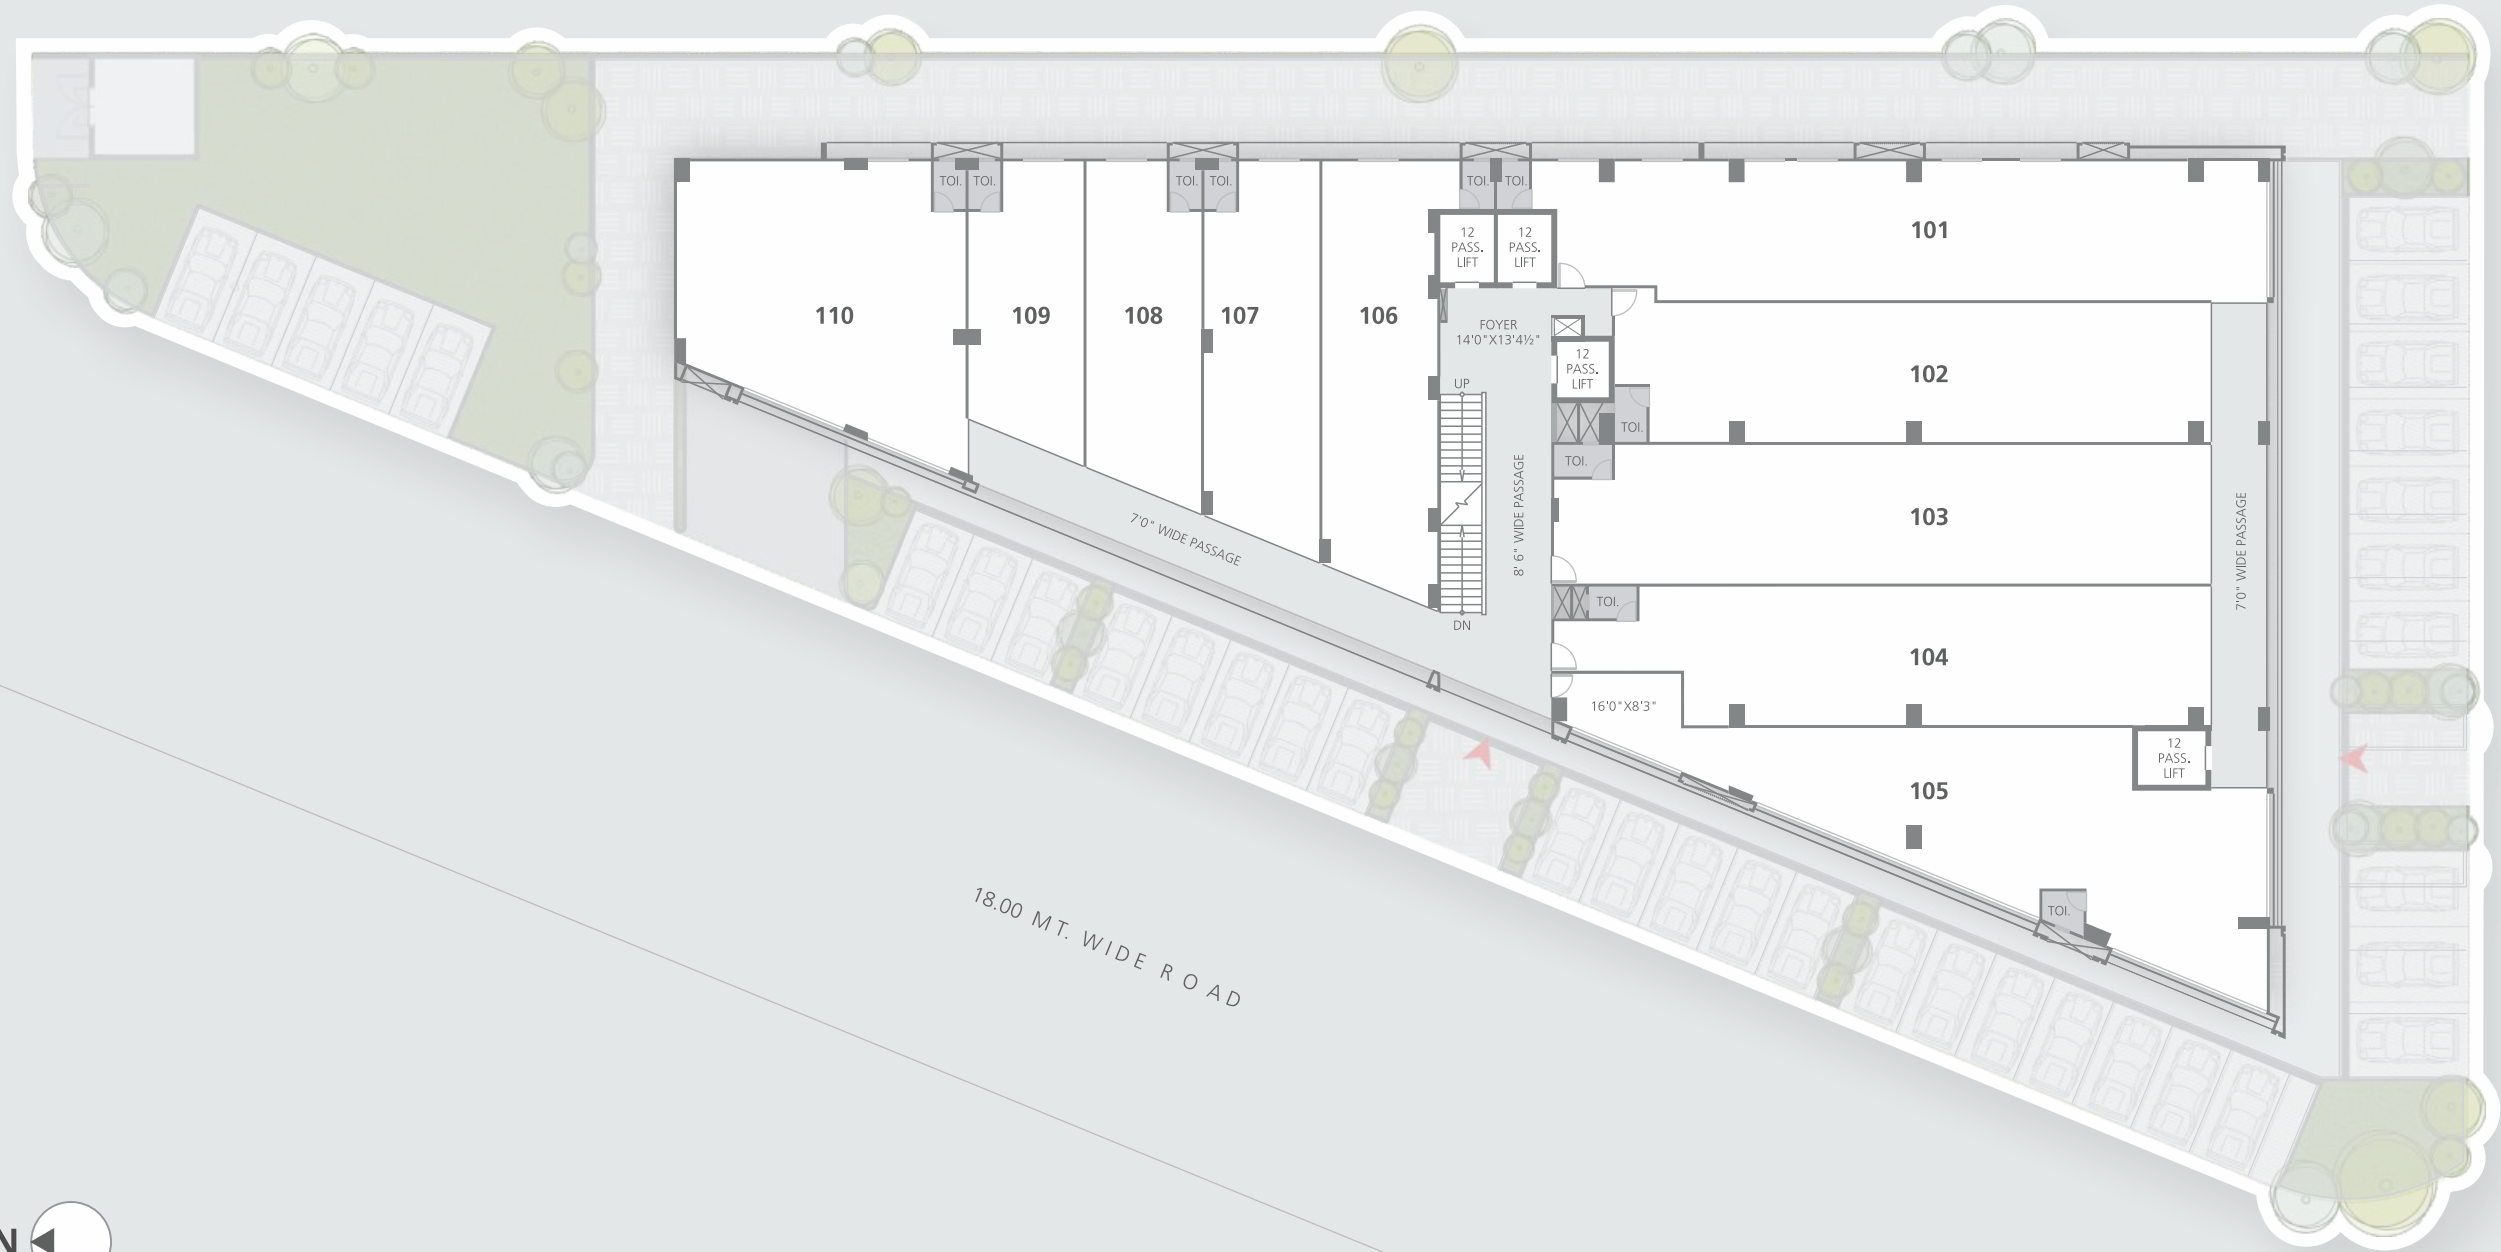 TOI.
TOI.
TOI.
TOI.
TOI.
TOI.
101
12
PASS.
LIFT
12
PASS.
LIFT
110
109
108
107
106
FOYER
14'0"X13'4½"
12
PASS.
LIFT
102
UP
TOI.
TOI.
8' 6" WIDE PASSAGE
103
7'0" WIDE PASSAGE
7'0" WIDE PASSAGE
TOI.
DN
104
16'0"X8'3"
12
PASS.
LIFT
105
TOI.
18.00 MT. WIDE ROAD
N